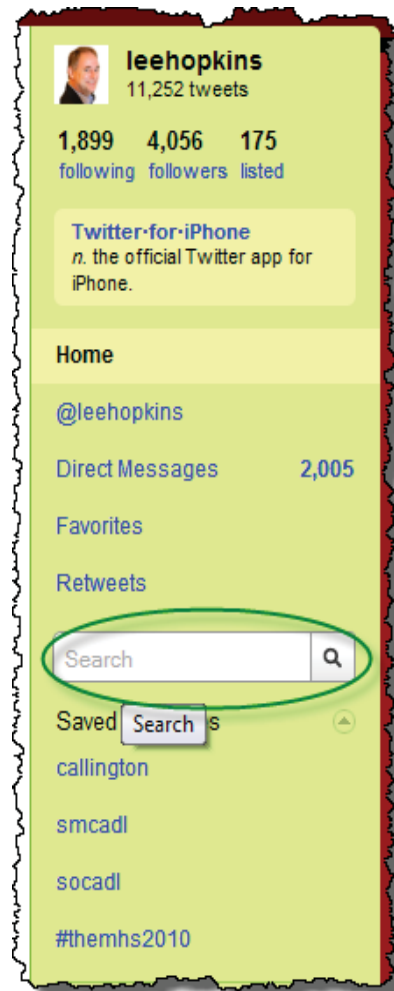 leehopkins
11,252 tweets
1,899 4,056 175
following followers listed
Twitter·for·iPhone
n. the official Twitter app for
iPhone.
Home
@leehopkins
Direct Messages 2,005
Favorites
Retweets
Search
Saved s
Search
callington
smcadl
socadl
#themhs2010